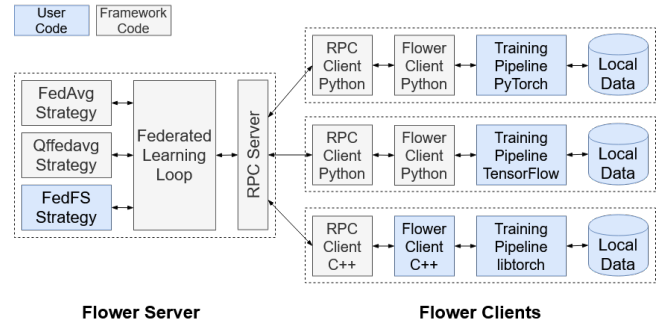 User
Code
Framework
Code
FedAvg
Strategy
Qffedavg
Strategy
FedFS
Strategy
Federated
Learning
Loop
RPC Server
RPC
Client
Python
Flower
Client
Python
Training
Pipeline
PyTorch
Local
Data
RPC
Client
Python
Flower
Client
Python
Training
Pipeline
TensorFlow
Local
Data
RPC
Client
C++
Flower
Client
C++
Training
Pipeline
libtorch
Local
Data
Flower Server
Flower Clients